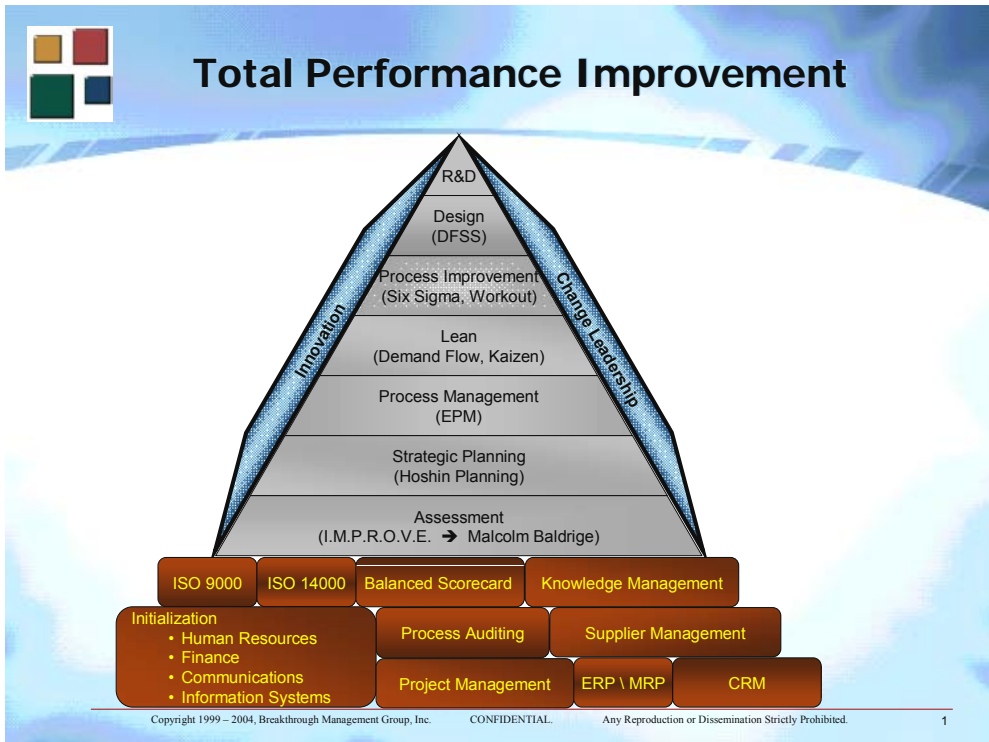 Total Performance Improvement
R&D
Design
(DFSS)
Process Improvement
(Six Sigma, Workout)
Lean
(Demand Flow, Kaizen)
Process Management
(EPM)
Strategic Planning
(Hoshin Planning)
Assessment
(I.M.P.R.O.V.E. ➔ Malcolm Baldrige)
Innovation
Change Leadership
ISO 9000
ISO 14000
Balanced Scorecard
Knowledge Management
Initialization
• Human Resources
• Finance
• Communications
• Information Systems
Process Auditing
Supplier Management
Project Management
ERP \ MRP
CRM
Copyright 1999 – 2004, Breakthrough Management Group, Inc. CONFIDENTIAL. Any Reproduction or Dissemination Strictly Prohibited. 1